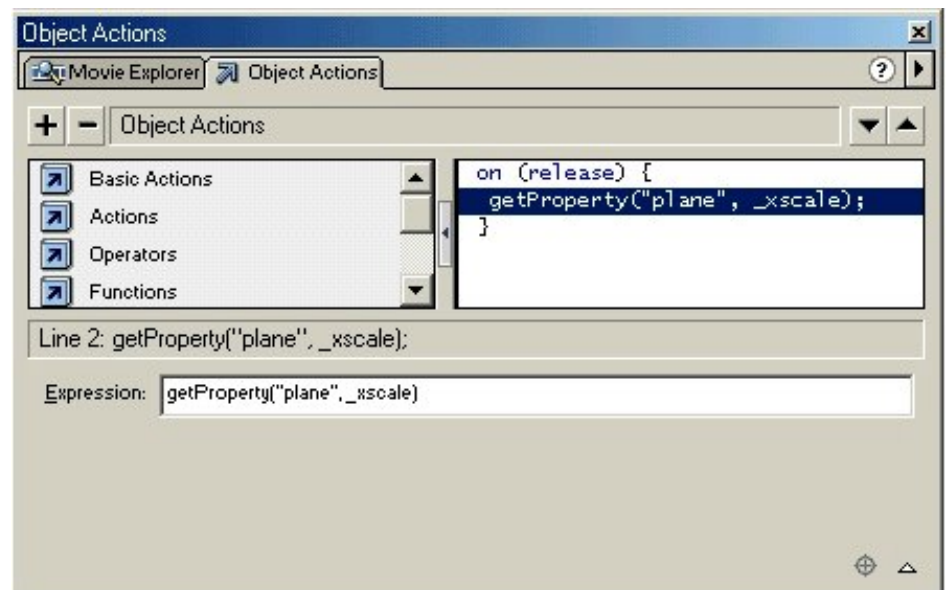 Object Actions
Movie Explorer Object Actions ?
+ - Object Actions
Basic Actions
Actions
Operators
Functions
on (release) {
getProperty("plane", _xscale);
}
Line 2: getProperty("plane", _xscale);
Expression: getProperty("plane",_xscale)